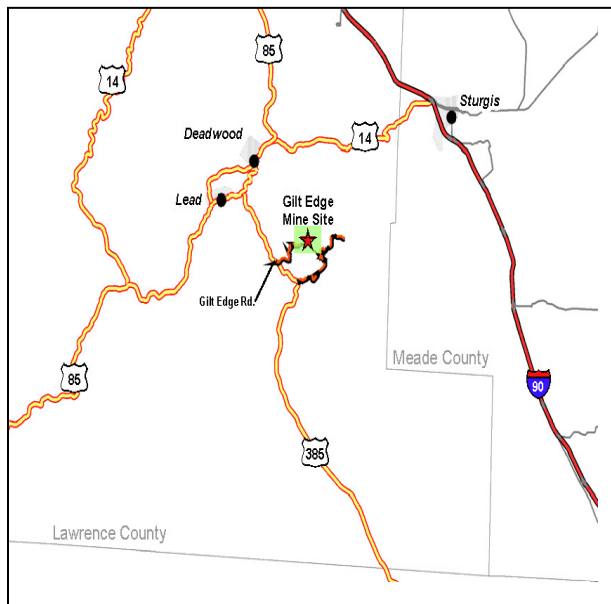 85
14
Sturgis
Deadwood
14
Lead
Gilt Edge
Mine Site
Gilt Edge Rd.
Meade County
85
90
385
Lawrence County